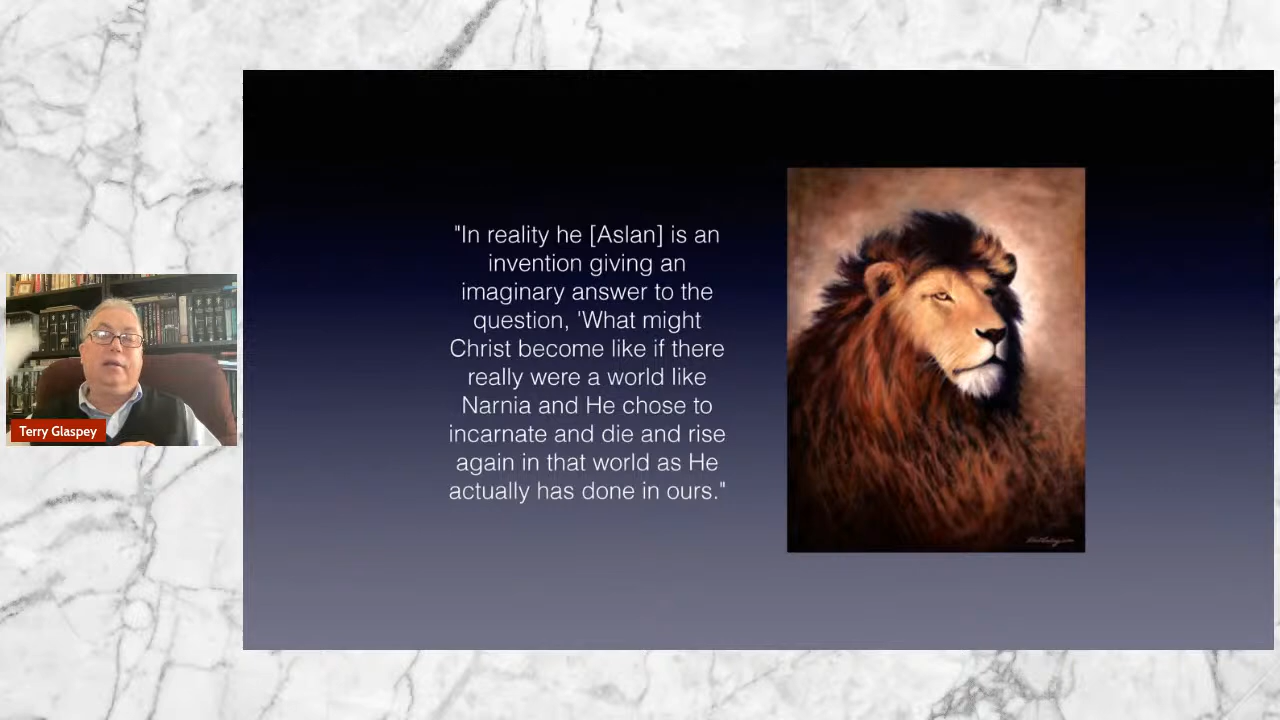 "In reality he [Aslan] is an
invention giving an
imaginary answer to the
question, 'What might
Christ become like if there
really were a world like
Narnia and He chose to
incarnate and die and rise
again in that world as He
actually has done in ours."
Terry Glaspey